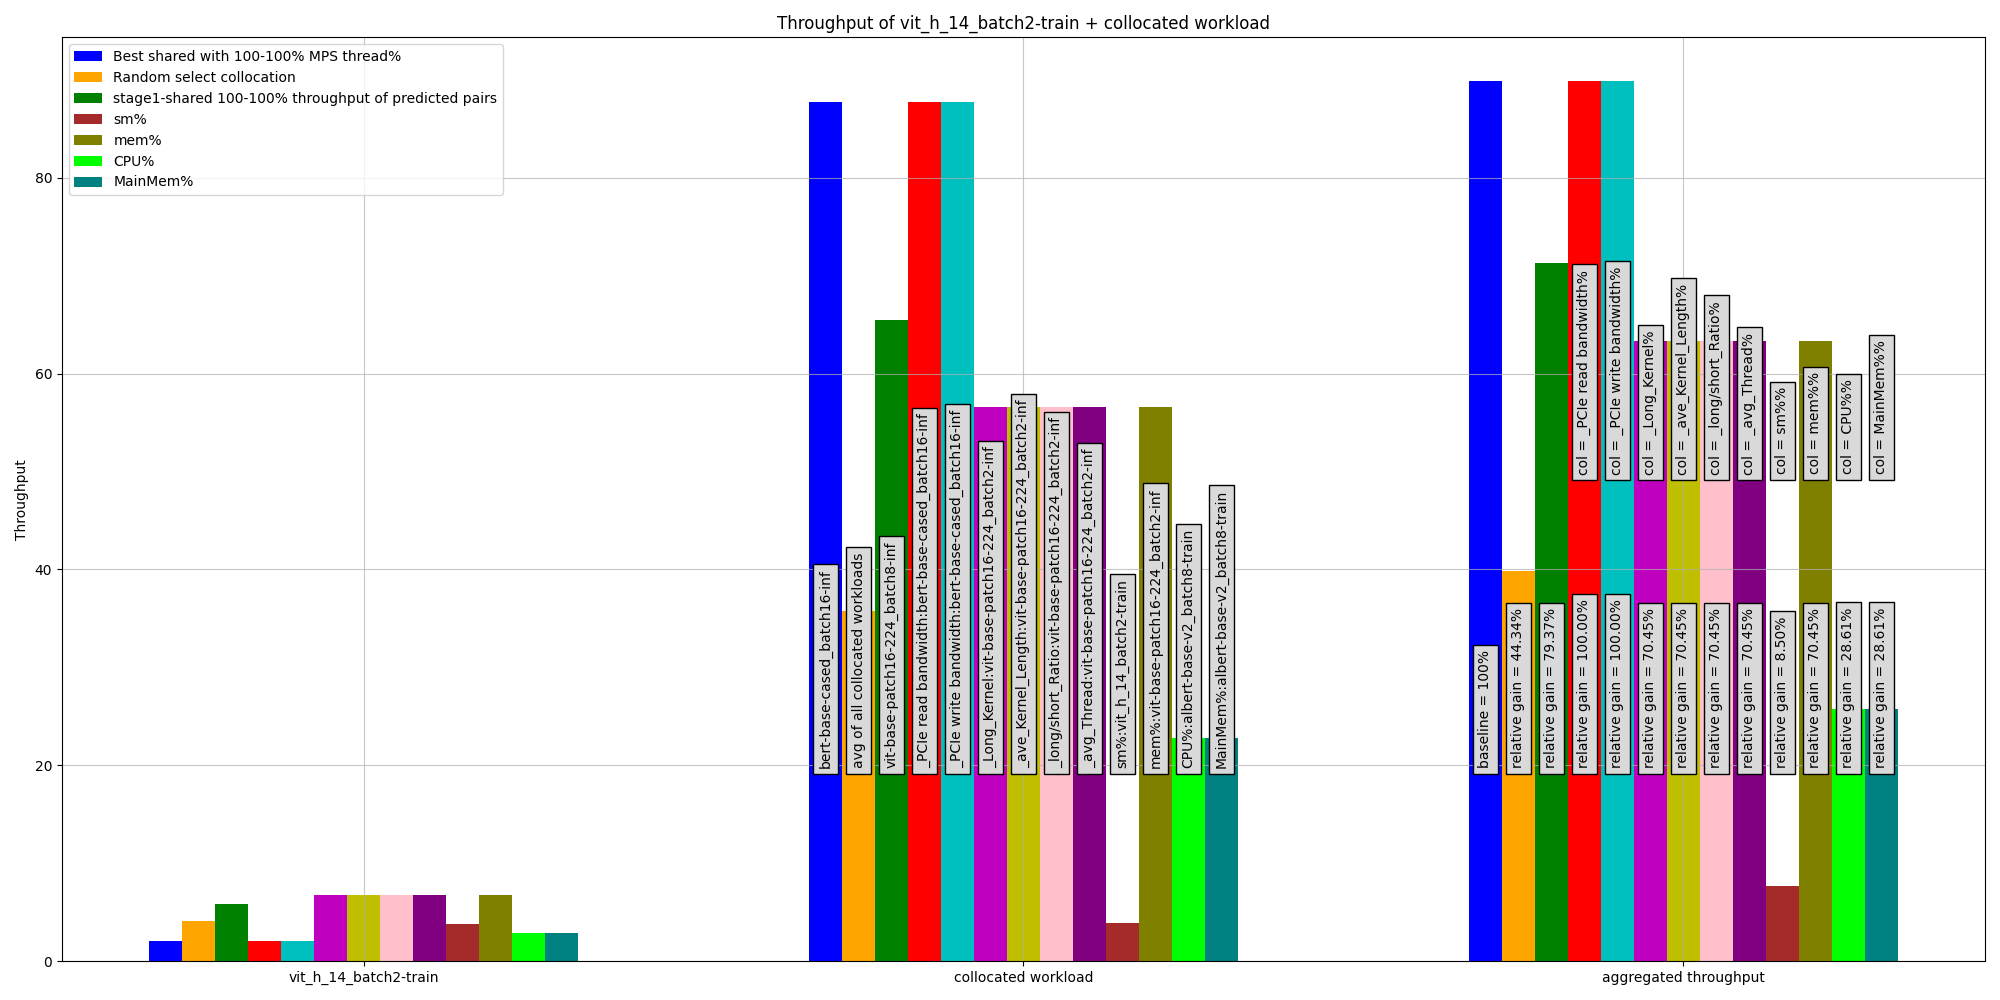 Throughput of vit_h_14_batch2-train + collocated workload
Best shared with 100-100% MPS thread%
Random select collocation
stage1-shared 100-100% throughput of predicted pairs
sm%
mem%
CPU%
MainMem%
Throughput
80
60
40
20
0
bert-base-cased_batch16-inf
avg of all collocated workloads
vit-base-patch16-224_batch8-inf
_PCIe read bandwidth:bert-base-cased_batch16-inf
_PCIe write bandwidth:bert-base-cased_batch16-inf
_Long_Kernel:vit-base-patch16-224_batch2-inf
_ave_Kernel_Length:vit-base-patch16-224_batch2-inf
_long/short_Ratio:vit-base-patch16-224_batch2-inf
_avg_Thread:vit-base-patch16-224_batch2-inf
sm%:vit_h_14_batch2-train
mem%:vit-base-patch16-224_batch2-inf
CPU%:albert-base-v2_batch8-train
MainMem%:albert-base-v2_batch8-train
col = _PCIe read bandwidth%
col = _PCIe write bandwidth%
col = _Long_Kernel%
col = _ave_Kernel_Length%
col = _long/short_Ratio%
col = _avg_Thread%
col = sm%%
col = mem%%
col = CPU%%
col = MainMem%%
baseline = 100%
relative gain = 44.34%
relative gain = 79.37%
relative gain = 100.00%
relative gain = 100.00%
relative gain = 70.45%
relative gain = 70.45%
relative gain = 70.45%
relative gain = 70.45%
relative gain = 8.50%
relative gain = 70.45%
relative gain = 28.61%
relative gain = 28.61%
vit_h_14_batch2-train
collocated workload
aggregated throughput